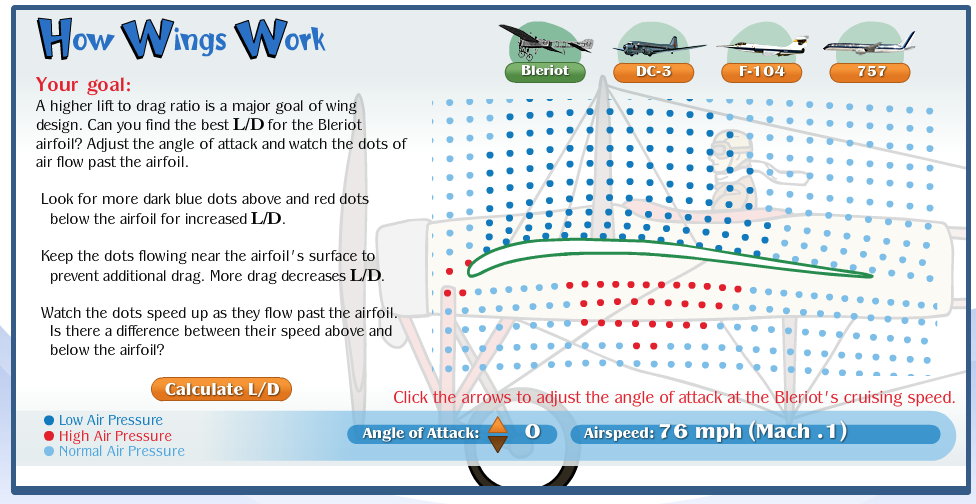 How Wings Work
Bleriot
DC-3
F-104
757
Your goal:
A higher lift to drag ratio is a major goal of wing
design. Can you find the best L/D for the Bleriot
airfoil? Adjust the angle of attack and watch the dots of
air flow past the airfoil.
Look for more dark blue dots above and red dots
below the airfoil for increased L/D.
Keep the dots flowing near the airfoil's surface to
prevent additional drag. More drag decreases L/D.
Watch the dots speed up as they flow past the airfoil.
Is there a difference between their speed above and
below the airfoil?
Calculate L/D
Click the arrows to adjust the angle of attack at the Bleriot's cruising speed.
Low Air Pressure
High Air Pressure
Normal Air Pressure
Angle of Attack: 0
Airspeed: 76 mph (Mach .1)